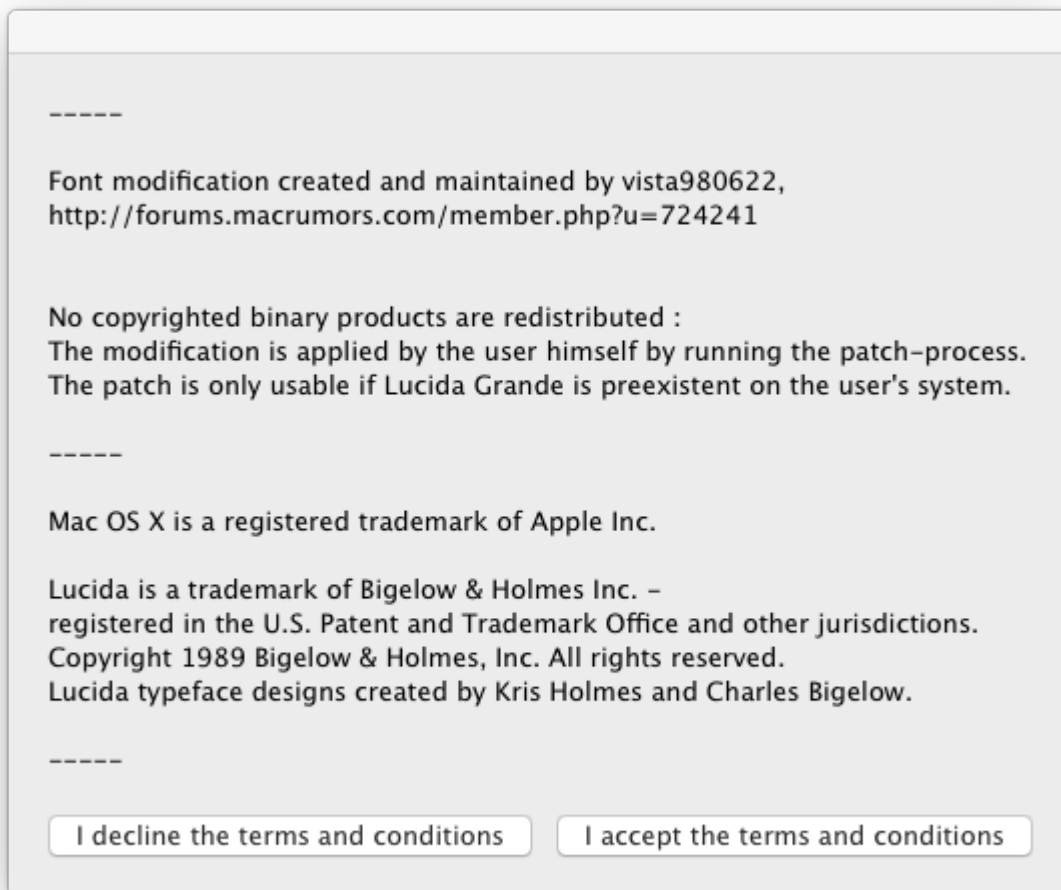 -----
Font modification created and maintained by vista980622,
http://forums.macrumors.com/member.php?u=724241
No copyrighted binary products are redistributed :
The modification is applied by the user himself by running the patch-process.
The patch is only usable if Lucida Grande is preexistent on the user's system.
-----
Mac OS X is a registered trademark of Apple Inc.
Lucida is a trademark of Bigelow & Holmes Inc. –
registered in the U.S. Patent and Trademark Office and other jurisdictions.
Copyright 1989 Bigelow & Holmes, Inc. All rights reserved.
Lucida typeface designs created by Kris Holmes and Charles Bigelow.
-----
I decline the terms and conditions
I accept the terms and conditions